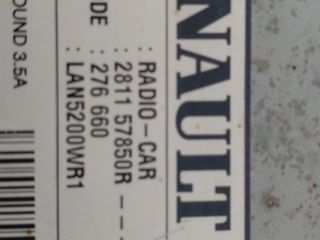 NAULT
: RADIO-CAR
: 2811 57850R - - -
DE : 276 660
: LAN5200WR1
OUND 3.5A